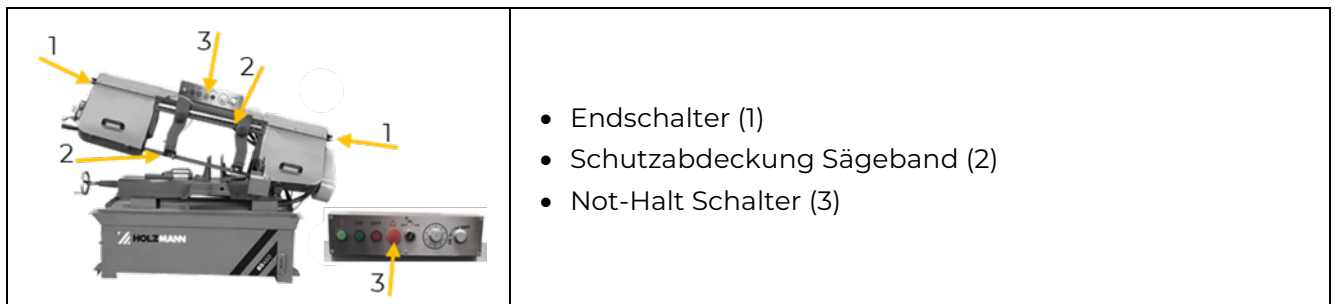 1
3
2
1
2
HOLZMANN
3
• Endschalter (1)
• Schutzabdeckung Sägeband (2)
• Not-Halt Schalter (3)